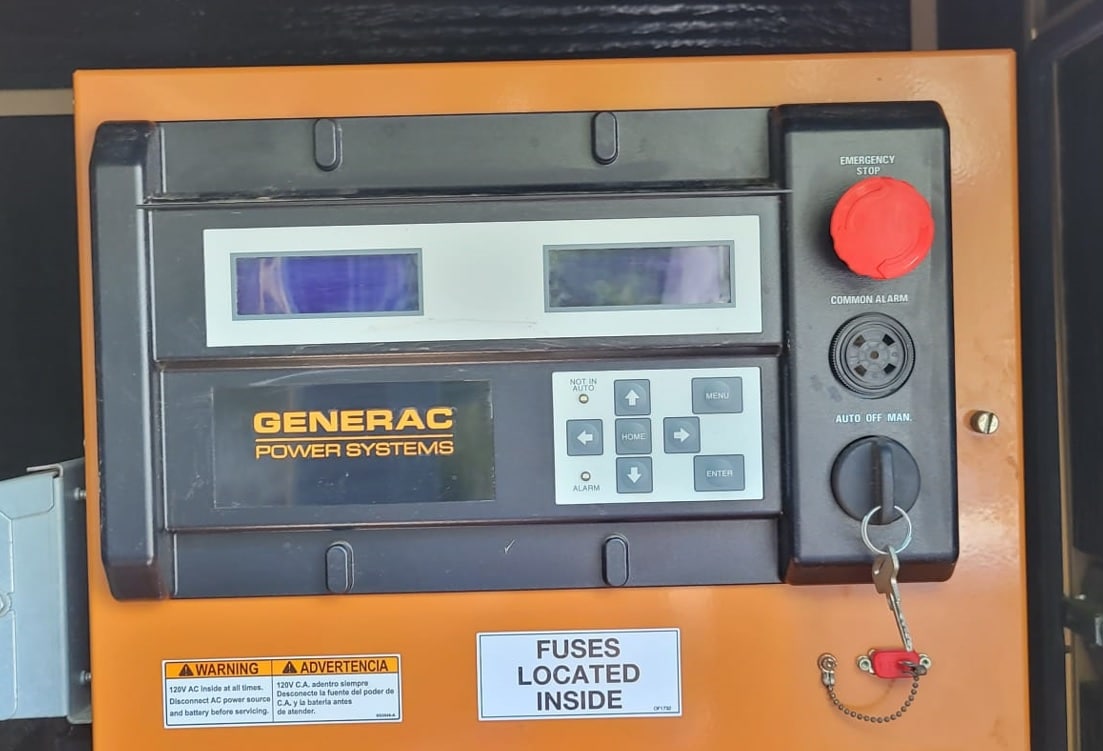 EMERGENCY
STOP
COMMON ALARM
AUTO OFF MAN.
GENERAC
POWER SYSTEMS
NOT IN
AUTO
MENU
HOME
ENTER
ALARM
WARNING
120V AC inside at all times.
Disconnect AC power source
and battery before servicing.
ADVERTENCIA
120V C.A. adentro siempre
Desconecte la fuente del poder de
C.A. y la bateria antes
de atender.
FUSES
LOCATED
INSIDE